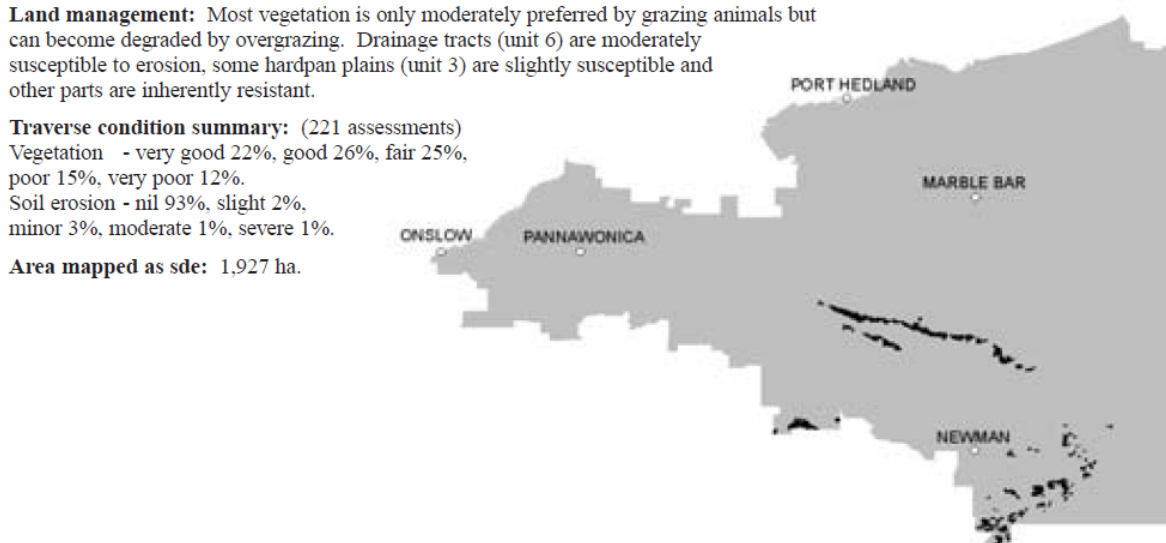 Land management: Most vegetation is only moderately preferred by grazing animals but
can become degraded by overgrazing. Drainage tracts (unit 6) are moderately
susceptible to erosion, some hardpan plains (unit 3) are slightly susceptible and
other parts are inherently resistant.
Traverse condition summary: (221 assessments)
Vegetation - very good 22%, good 26%, fair 25%,
poor 15%, very poor 12%.
Soil erosion - nil 93%, slight 2%,
minor 3%, moderate 1%, severe 1%.
Area mapped as sde: 1,927 ha.
PORT HEDLAND
MARBLE BAR
ONSLOW
PANNAWONICA
NEWMAN